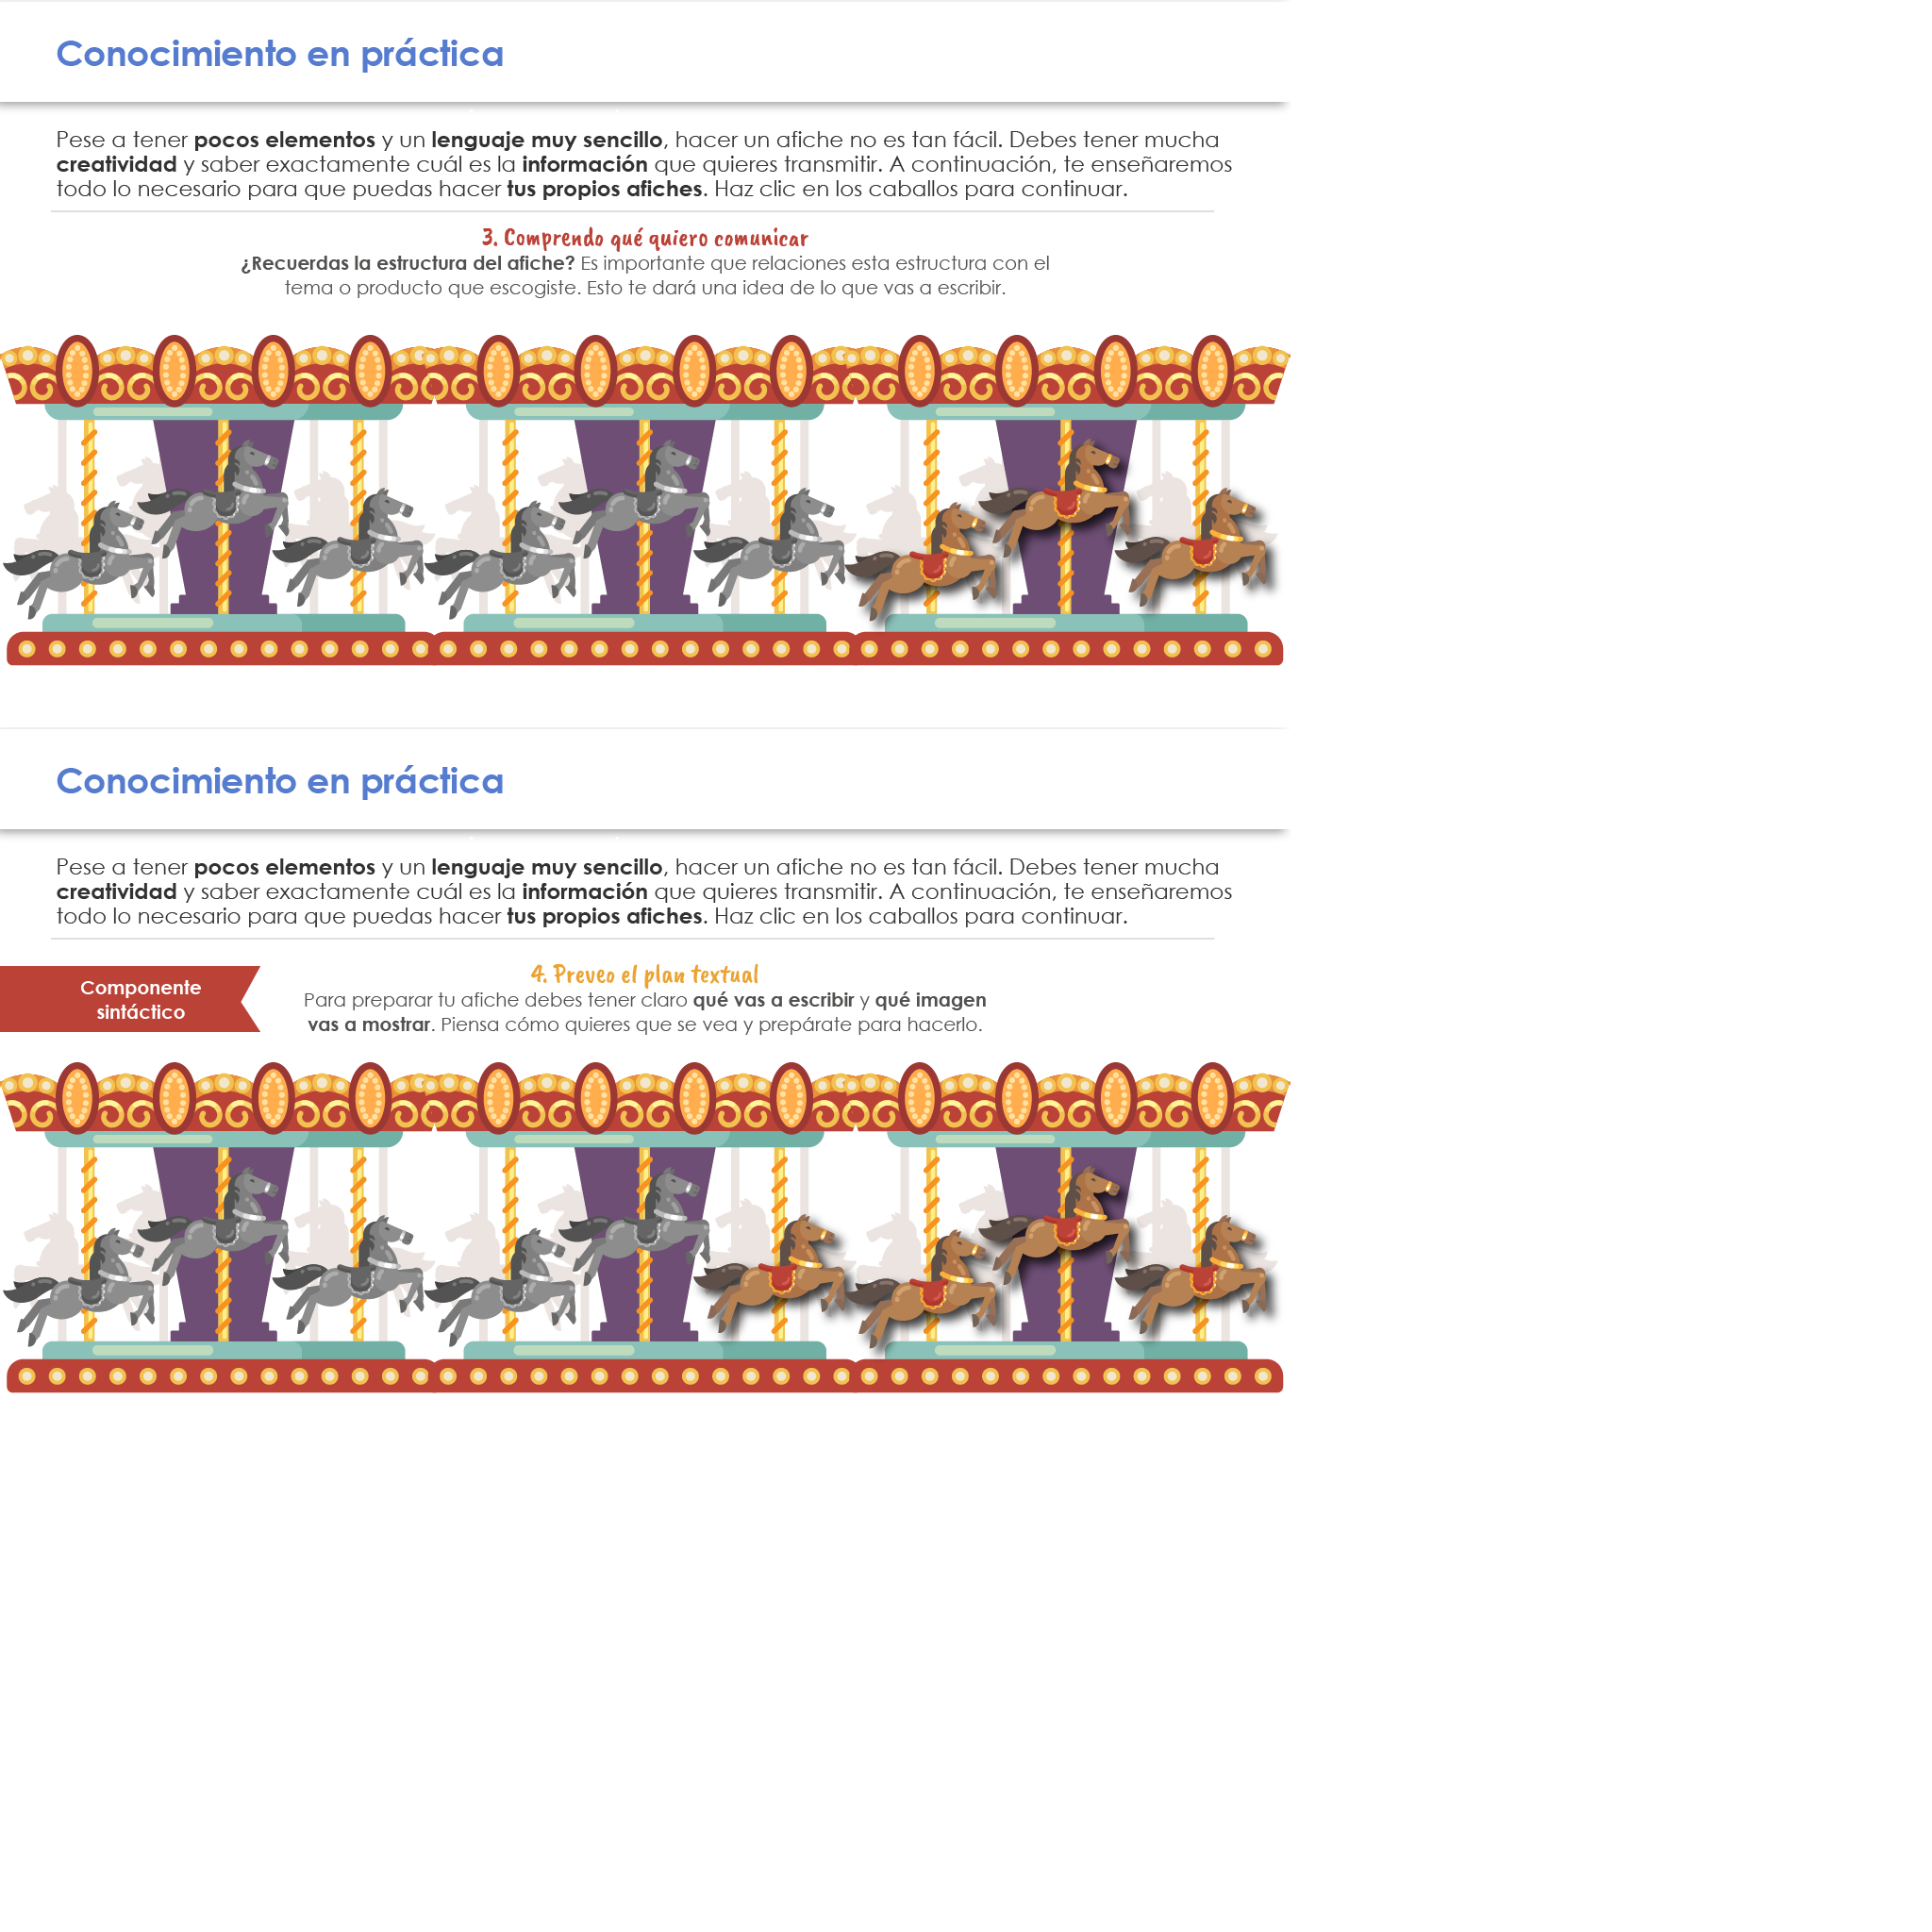 Conocimiento en práctica
Pese a tener pocos elementos y un lenguaje muy sencillo, hacer un afiche no es tan fácil. Debes tener mucha
creatividad y saber exactamente cuál es la información que quieres transmitir. A continuación, te enseñaremos
todo lo necesario para que puedas hacer tus propios afiches. Haz clic en los caballos para continuar.
3. Comprendo qué quiero comunicar
¿Recuerdas la estructura del afiche? Es importante que relaciones esta estructura con el
tema o producto que escogiste. Esto te dará una idea de lo que vas a escribir.
Conocimiento en práctica
Pese a tener pocos elementos y un lenguaje muy sencillo, hacer un afiche no es tan fácil. Debes tener mucha
creatividad y saber exactamente cuál es la información que quieres transmitir. A continuación, te enseñaremos
todo lo necesario para que puedas hacer tus propios afiches. Haz clic en los caballos para continuar.
Componente
sintáctico
4. Preveo el plan textual
Para preparar tu afiche debes tener claro qué vas a escribir y qué imagen
vas a mostrar. Piensa cómo quieres que se vea y prepárate para hacerlo.